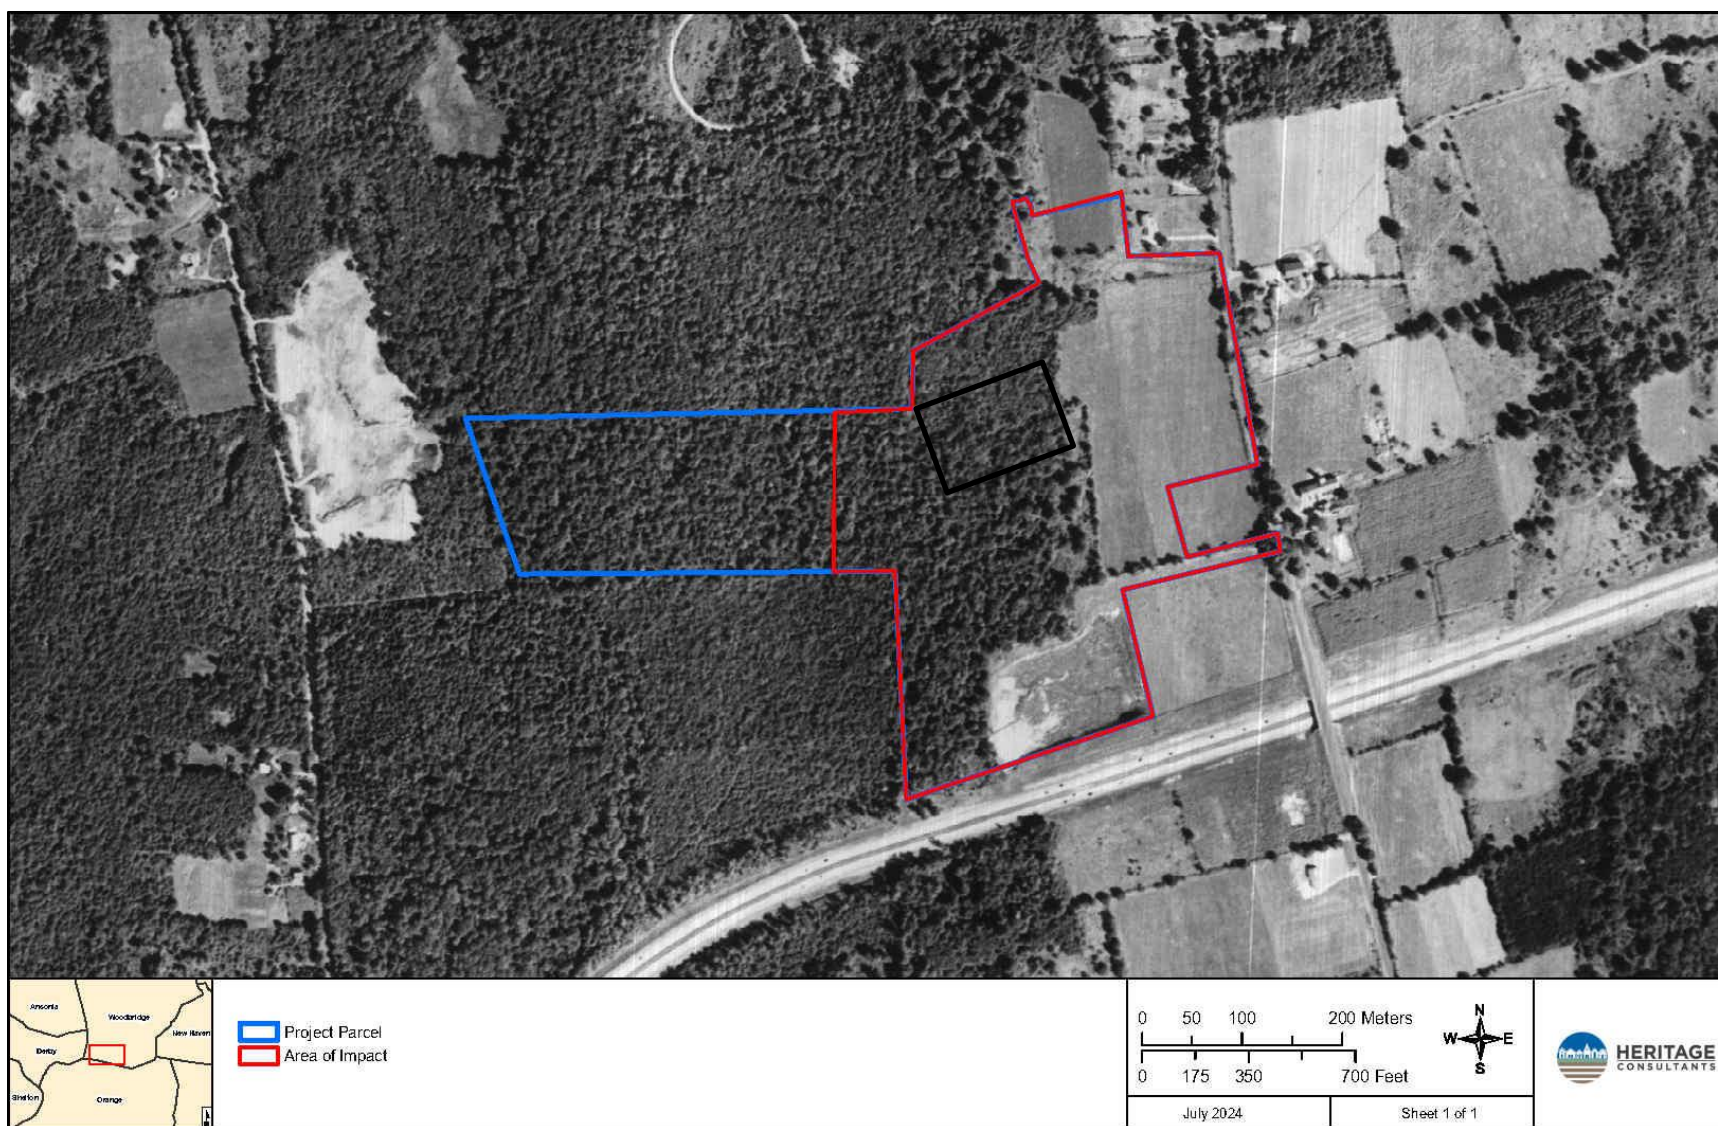 Ansonia
Woodbridge
New Haven
Derby
Shelton
Orange
Project Parcel
Area of Impact
0 50 100 200 Meters
0 175 350 700 Feet
N
W E
S
July 2024
Sheet 1 of 1
HERITAGE
CONSULTANTS